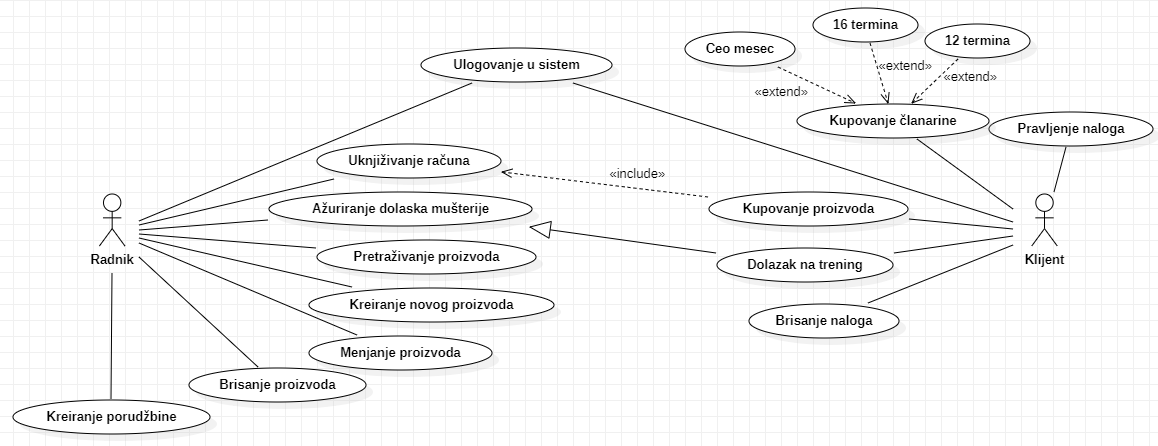 16 termina
12 termina
Ceo mesec
Ulogovanje u sistem
«extend»
«extend»
«extend»
Kupovanje članarine
Pravljenje naloga
Uknjiživanje računa
«include»
Ažuriranje dolaska mušterije
Kupovanje proizvoda
Radnik
Pretraživanje proizvoda
Dolazak na trening
Klijent
Kreiranje novog proizvoda
Brisanje naloga
Menjanje proizvoda
Brisanje proizvoda
Kreiranje porudžbine